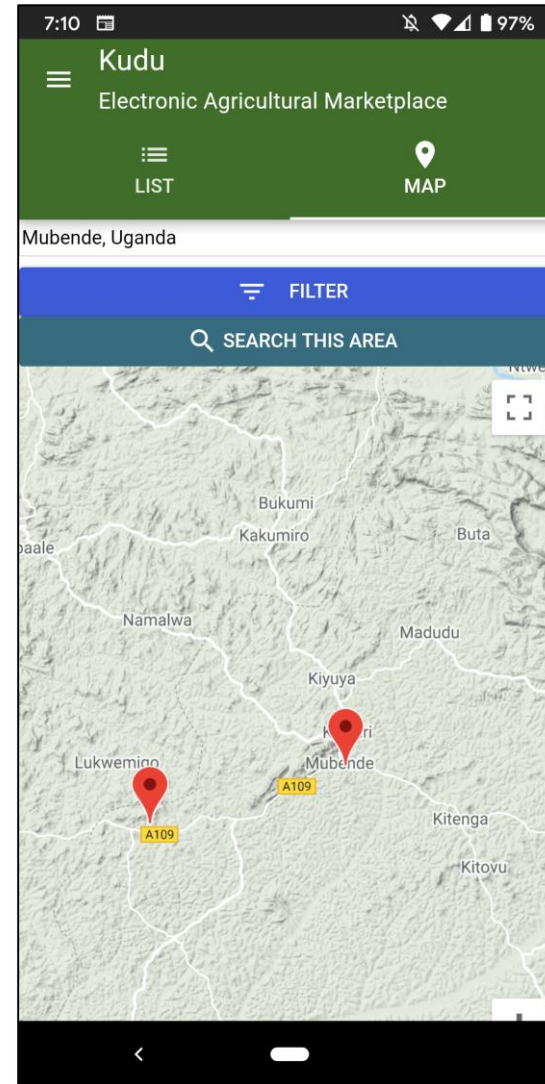 7:10 97%
Kudu
Electronic Agricultural Marketplace
LIST MAP
Mubende, Uganda
FILTER
SEARCH THIS AREA
Bukumi
Kakumiro
Buta
Namalwa
Madudu
Kiyuya
Lukwemigo
Mubende
A109
A109
Kitenga
Kitovu